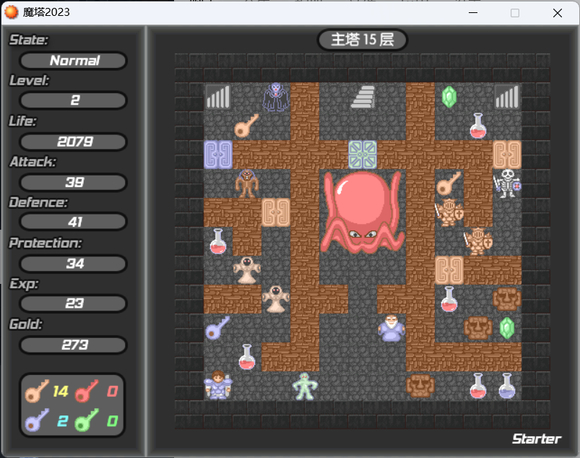 魔塔2023
主塔 15 层
State:
Normal
Level:
2
Life:
2079
Attack:
39
Defence:
41
Protection:
34
Exp:
23
Gold:
273
14 0
2 0
Starter